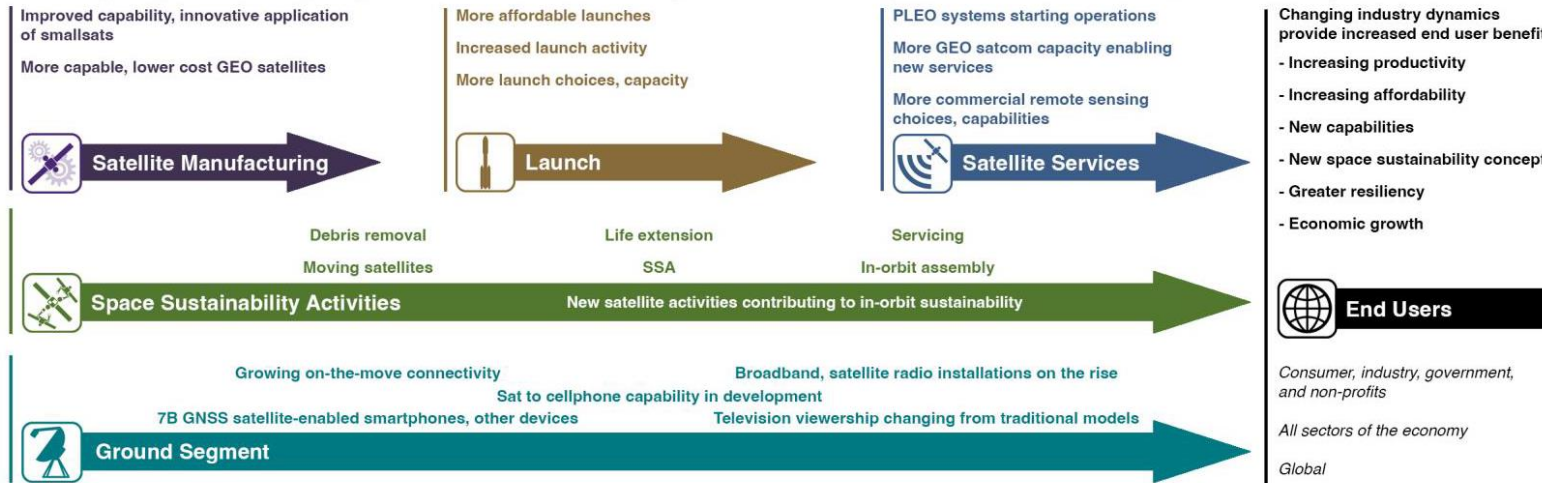 Improved capability, innovative application
of smallsats
More capable, lower cost GEO satellites
Satellite Manufacturing
More affordable launches
Increased launch activity
More launch choices, capacity
Launch
PLEO systems starting operations
More GEO satcom capacity enabling
new services
More commercial remote sensing
choices, capabilities
Satellite Services
Debris removal
Life extension
Servicing
Moving satellites
SSA
In-orbit assembly
Space Sustainability Activities
New satellite activities contributing to in-orbit sustainability
Growing on-the-move connectivity
Broadband, satellite radio installations on the rise
Sat to cellphone capability in development
7B GNSS satellite-enabled smartphones, other devices
Television viewership changing from traditional models
Ground Segment
Changing industry dynamics
provide increased end user benefit
- Increasing productivity
- Increasing affordability
- New capabilities
- New space sustainability concept
- Greater resiliency
- Economic growth
End Users
Consumer, industry, government,
and non-profits
All sectors of the economy
Global